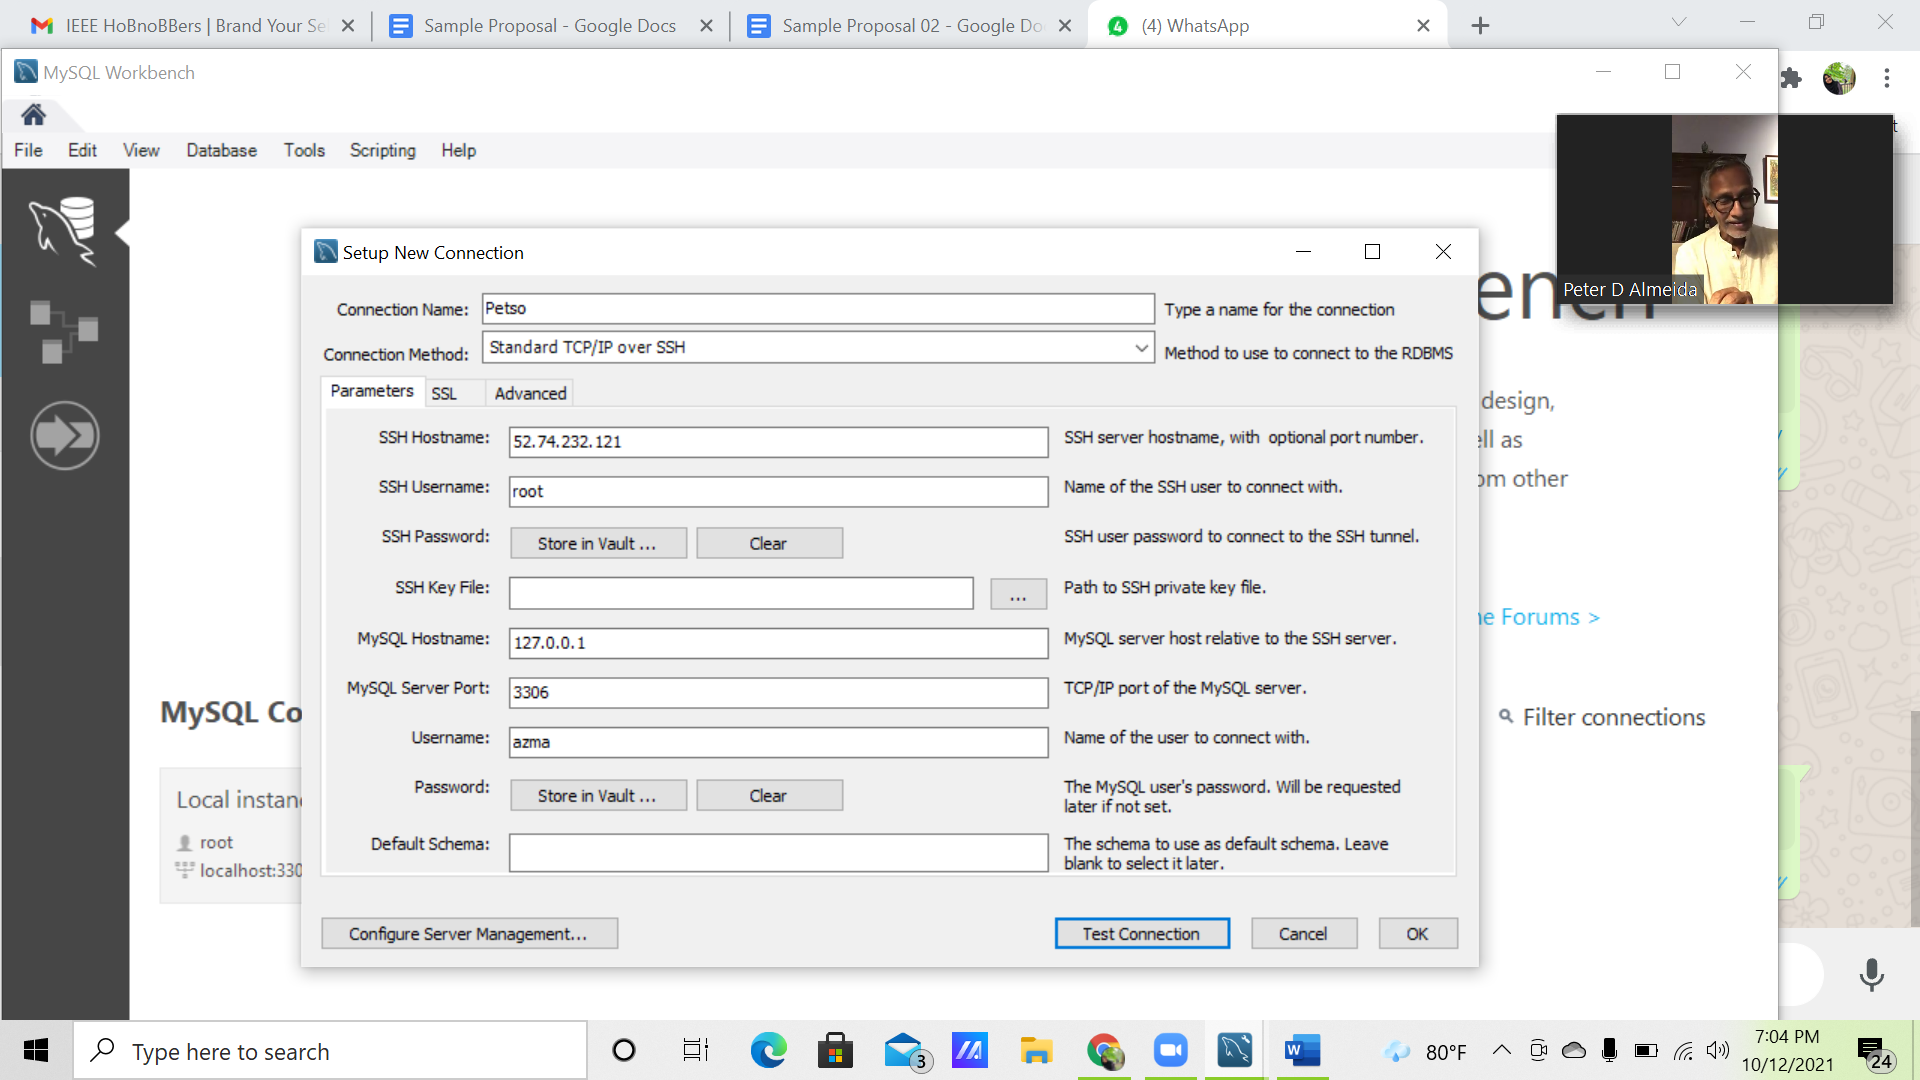 IEEE HoBnoBBers | Brand Your Se
Sample Proposal - Google Docs
Sample Proposal 02 - Google Do
(4) WhatsApp
MySQL Workbench
File Edit View Database Tools Scripting Help
Peter D Almeida
Setup New Connection
Connection Name: Petso Type a name for the connection
Connection Method: Standard TCP/IP over SSH Method to use to connect to the RDBMS
Parameters SSL Advanced
SSH Hostname: 52.74.232.121 SSH server hostname, with optional port number.
SSH Username: root Name of the SSH user to connect with.
SSH Password: Store in Vault ... Clear SSH user password to connect to the SSH tunnel.
SSH Key File: ... Path to SSH private key file.
MySQL Hostname: 127.0.0.1 MySQL server host relative to the SSH server.
MySQL Server Port: 3306 TCP/IP port of the MySQL server.
Username: azma Name of the user to connect with.
Password: Store in Vault ... Clear The MySQL user's password. Will be requested
later if not set.
Default Schema: The schema to use as default schema. Leave
blank to select it later.
Configure Server Management... Test Connection Cancel OK
design,
ell as
om other
e Forums >
MySQL Co
Filter connections
Local instan
root
localhost:330
Type here to search
3
80°F
7:04 PM
10/12/2021
24